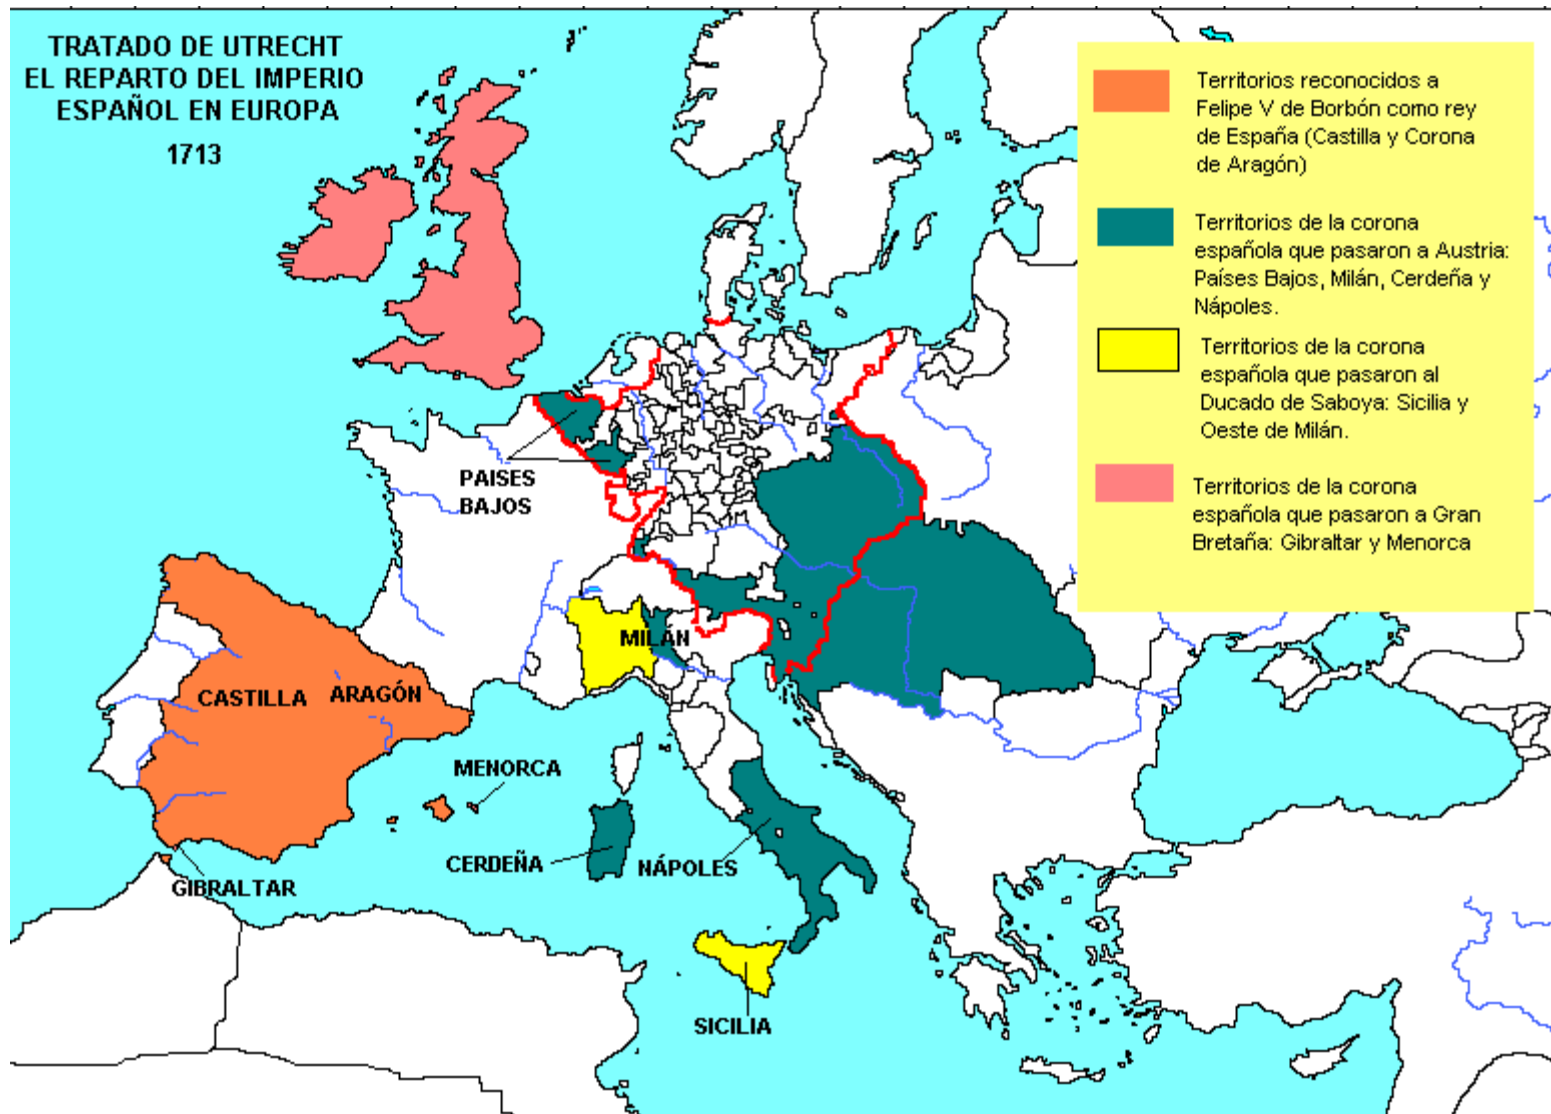 TRATADO DE UTRECHT
EL REPARTO DEL IMPERIO
ESPAÑOL EN EUROPA
1713
Territorios reconocidos a
Felipe V de Borbón como rey
de España (Castilla y Corona
de Aragón)
Territorios de la corona
española que pasaron a Austria:
Países Bajos, Milán, Cerdeña y
Nápoles.
Territorios de la corona
española que pasaron al
Ducado de Saboya: Sicilia y
Oeste de Milán.
Territorios de la corona
española que pasaron a Gran
Bretaña: Gibraltar y Menorca
PAISES
BAJOS
MILÁN
CASTILLA
ARAGÓN
MENORCA
CERDEÑA
NÁPOLES
GIBRALTAR
SICILIA